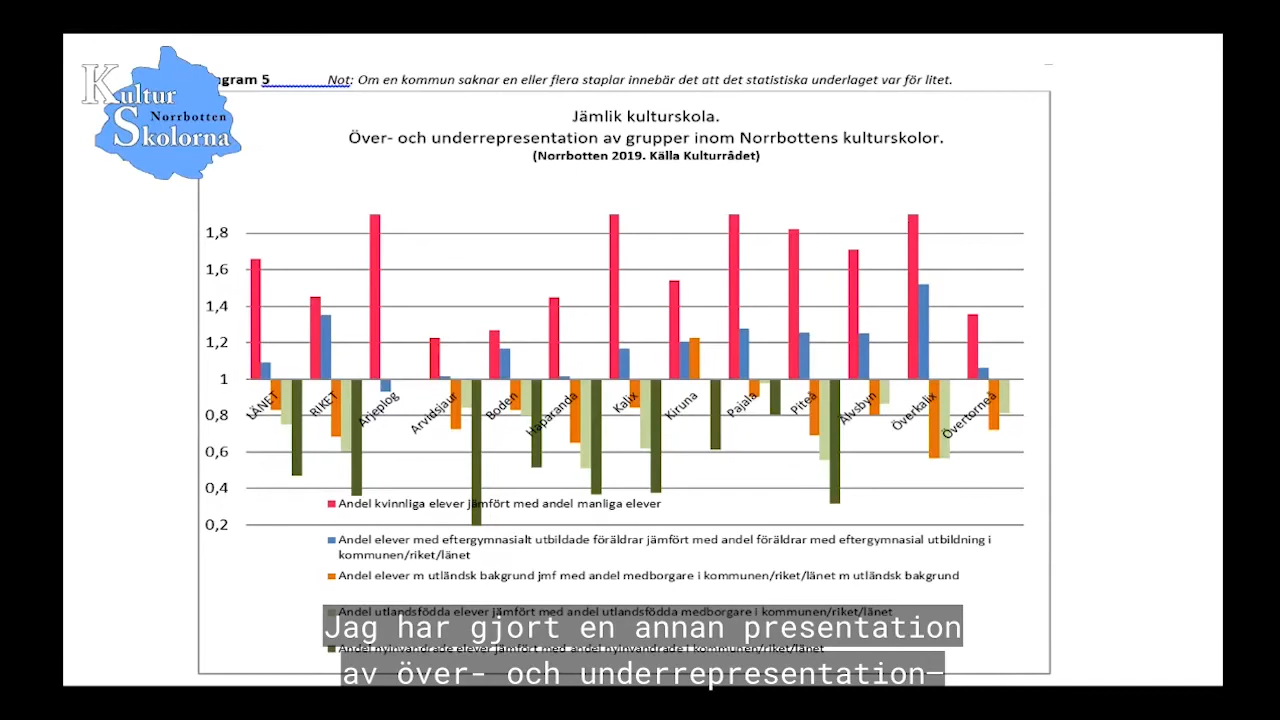 gram 5 Not: Om en kommun saknar en eller flera staplar innebär det att det statistiska underlaget var för litet.
Kultur
Norrbotten
Skolorna
Jämlik kulturskola.
Över- och underrepresentation av grupper inom Norrbottens kulturskolor.
(Norrbotten 2019. Källa Kulturrådet)
1,8
1,6
1,4
1,2
1
0,8
0,6
0,4
0,2
LÄNET
RIKET
Arjeplog
Arvidsjaur
Boden
Haparanda
Kalix
Kiruna
Pajala
Piteå
Älvsbyn
Överkalix
Övertorneå
Andel kvinnliga elever jämfört med andel manliga elever
Andel elever med eftergymnasialt utbildade föräldrar jämfört med andel föräldrar med eftergymnasial utbildning i
kommunen/riket/länet
Andel elever m utländsk bakgrund jmf med andel medborgare i kommunen/riket/länet m utländsk bakgrund
Andel utlandsfödda elever jämfört med andel utlandsfödda medborgare i kommunen/riket/länet
Andel nyinvandrade elever jämfört med andel nyinvandrade i kommunen/riket/länet
Jag har gjort en annan presentation
av över- och underrepresentation–